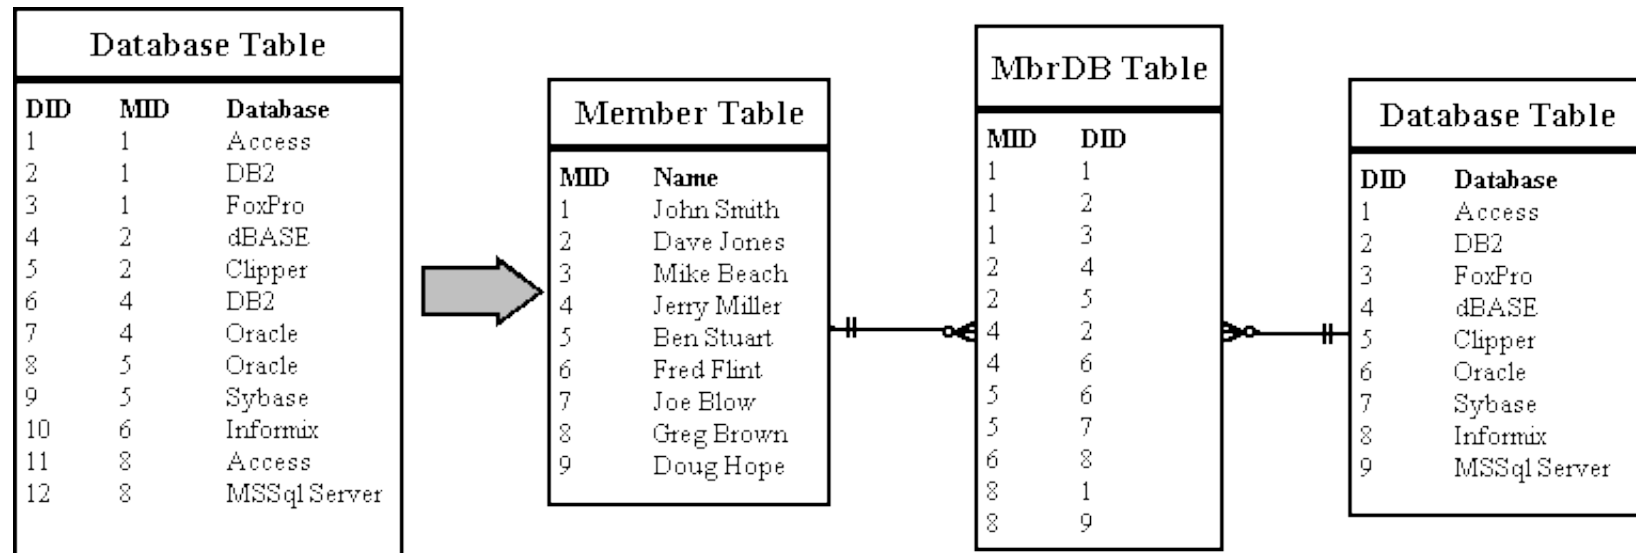 Database Table
DID MID Database
1 1 Access
2 1 DB2
3 1 FoxPro
4 2 dBASE
5 2 Clipper
6 4 DB2
7 4 Oracle
8 5 Oracle
9 5 Sybase
10 6 Informix
11 8 Access
12 8 MSSql Server
Member Table
MID Name
1 John Smith
2 Dave Jones
3 Mike Beach
4 Jerry Miller
5 Ben Stuart
6 Fred Flint
7 Joe Blow
8 Greg Brown
9 Doug Hope
MbrDB Table
MID DID
1 1
1 2
1 3
2 4
2 5
4 2
4 6
5 6
5 7
6 8
8 1
8 9
Database Table
DID Database
1 Access
2 DB2
3 FoxPro
4 dBASE
5 Clipper
6 Oracle
7 Sybase
8 Informix
9 MSSql Server